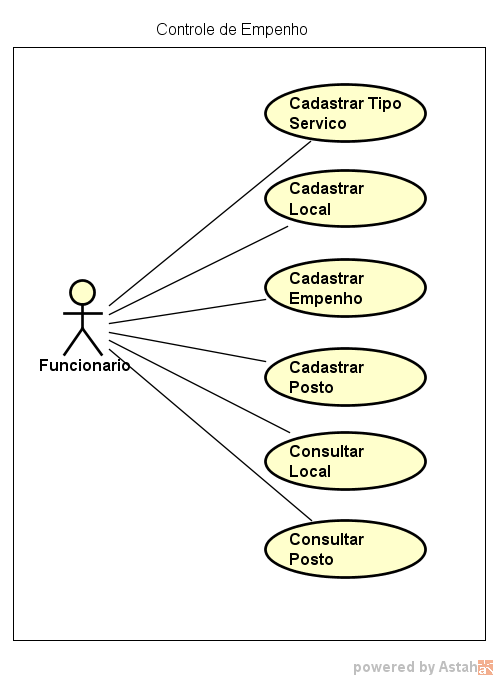 Controle de Empenho
Cadastrar Tipo
Servico
Cadastrar
Local
Cadastrar
Empenho
Funcionario
Cadastrar
Posto
Consultar
Local
Consultar
Posto
powered by Astah